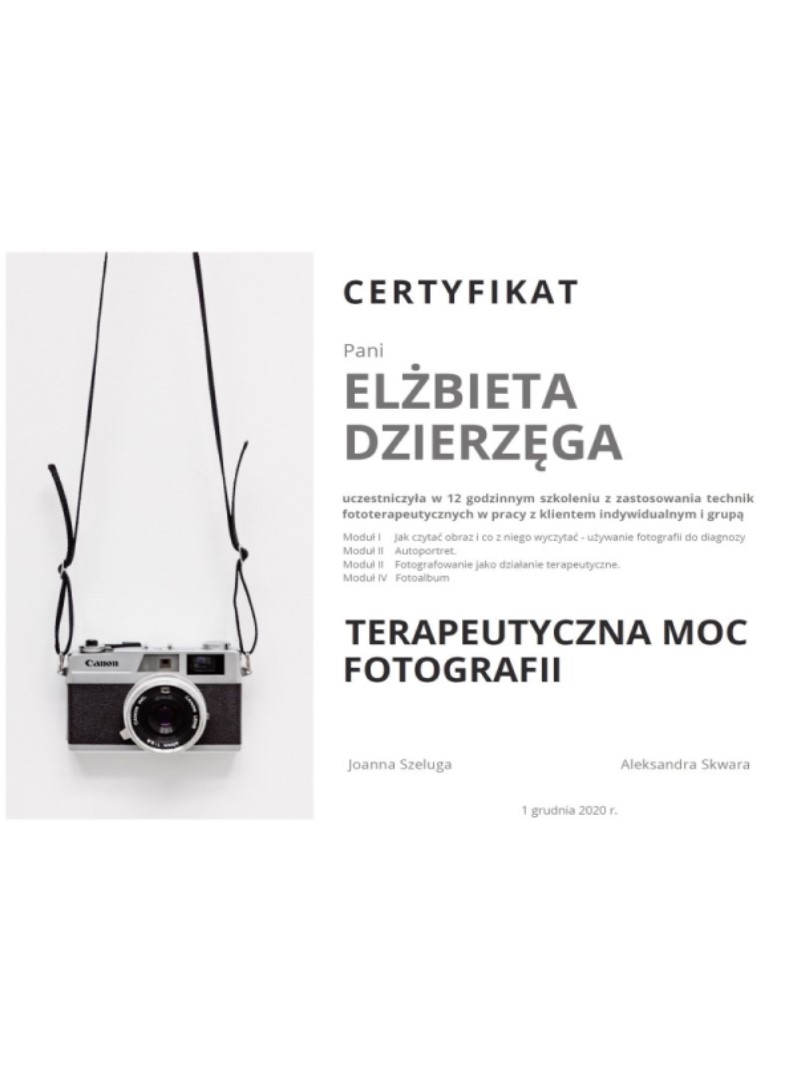 CERTYFIKAT
Pani
ELŻBIETA
DZIERZĘGA
uczestniczyła w 12 godzinnym szkoleniu z zastosowania technik
fototerapeutycznych w pracy z klientem indywidualnym i grupą
Moduł I Jak czytać obraz i co z niego wyczytać - używanie fotografii do diagnozy
Moduł II Autoportret.
Moduł II Fotografowanie jako działanie terapeutyczne.
Moduł IV Fotoalbum
TERAPEUTYCZNA MOC
FOTOGRAFII
Joanna Szeluga
Aleksandra Skwara
1 grudnia 2020 r.
Canon